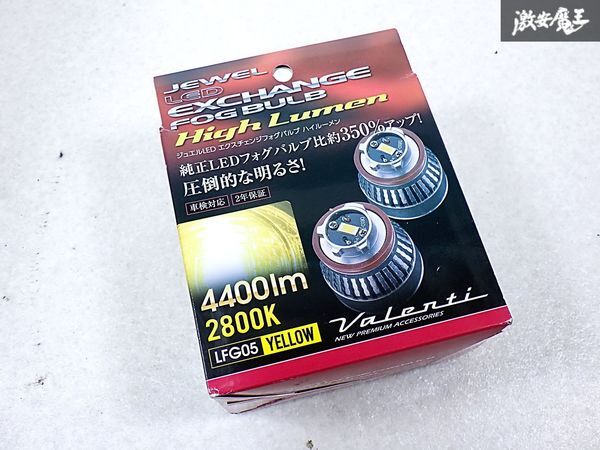 激安魔王
JEWEL
LED
EXCHANGE
FOG BULB
High Lumen
ジュエルLED エクスチェンジフォグバルブ ハイルーメン
純正LEDフォグバルブ比約350%アップ!
圧倒的な明るさ!
車検対応 2年保証
4400lm
2800K
LFG05 YELLOW
Valenti
NEW PREMIUM ACCESSORIES